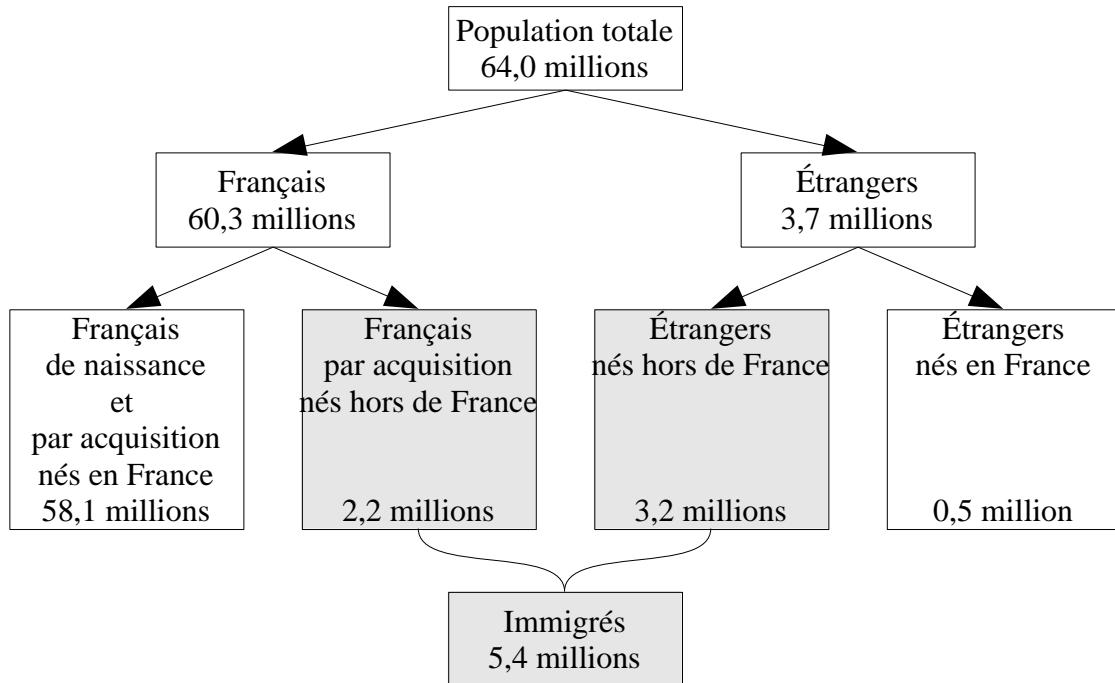 Population totale
64,0 millions
Français
60,3 millions
Étrangers
3,7 millions
Français
de naissance
et
par acquisition
nés en France
58,1 millions
Français
par acquisition
nés hors de France
2,2 millions
Étrangers
nés hors de France
3,2 millions
Étrangers
nés en France
0,5 million
Immigrés
5,4 millions